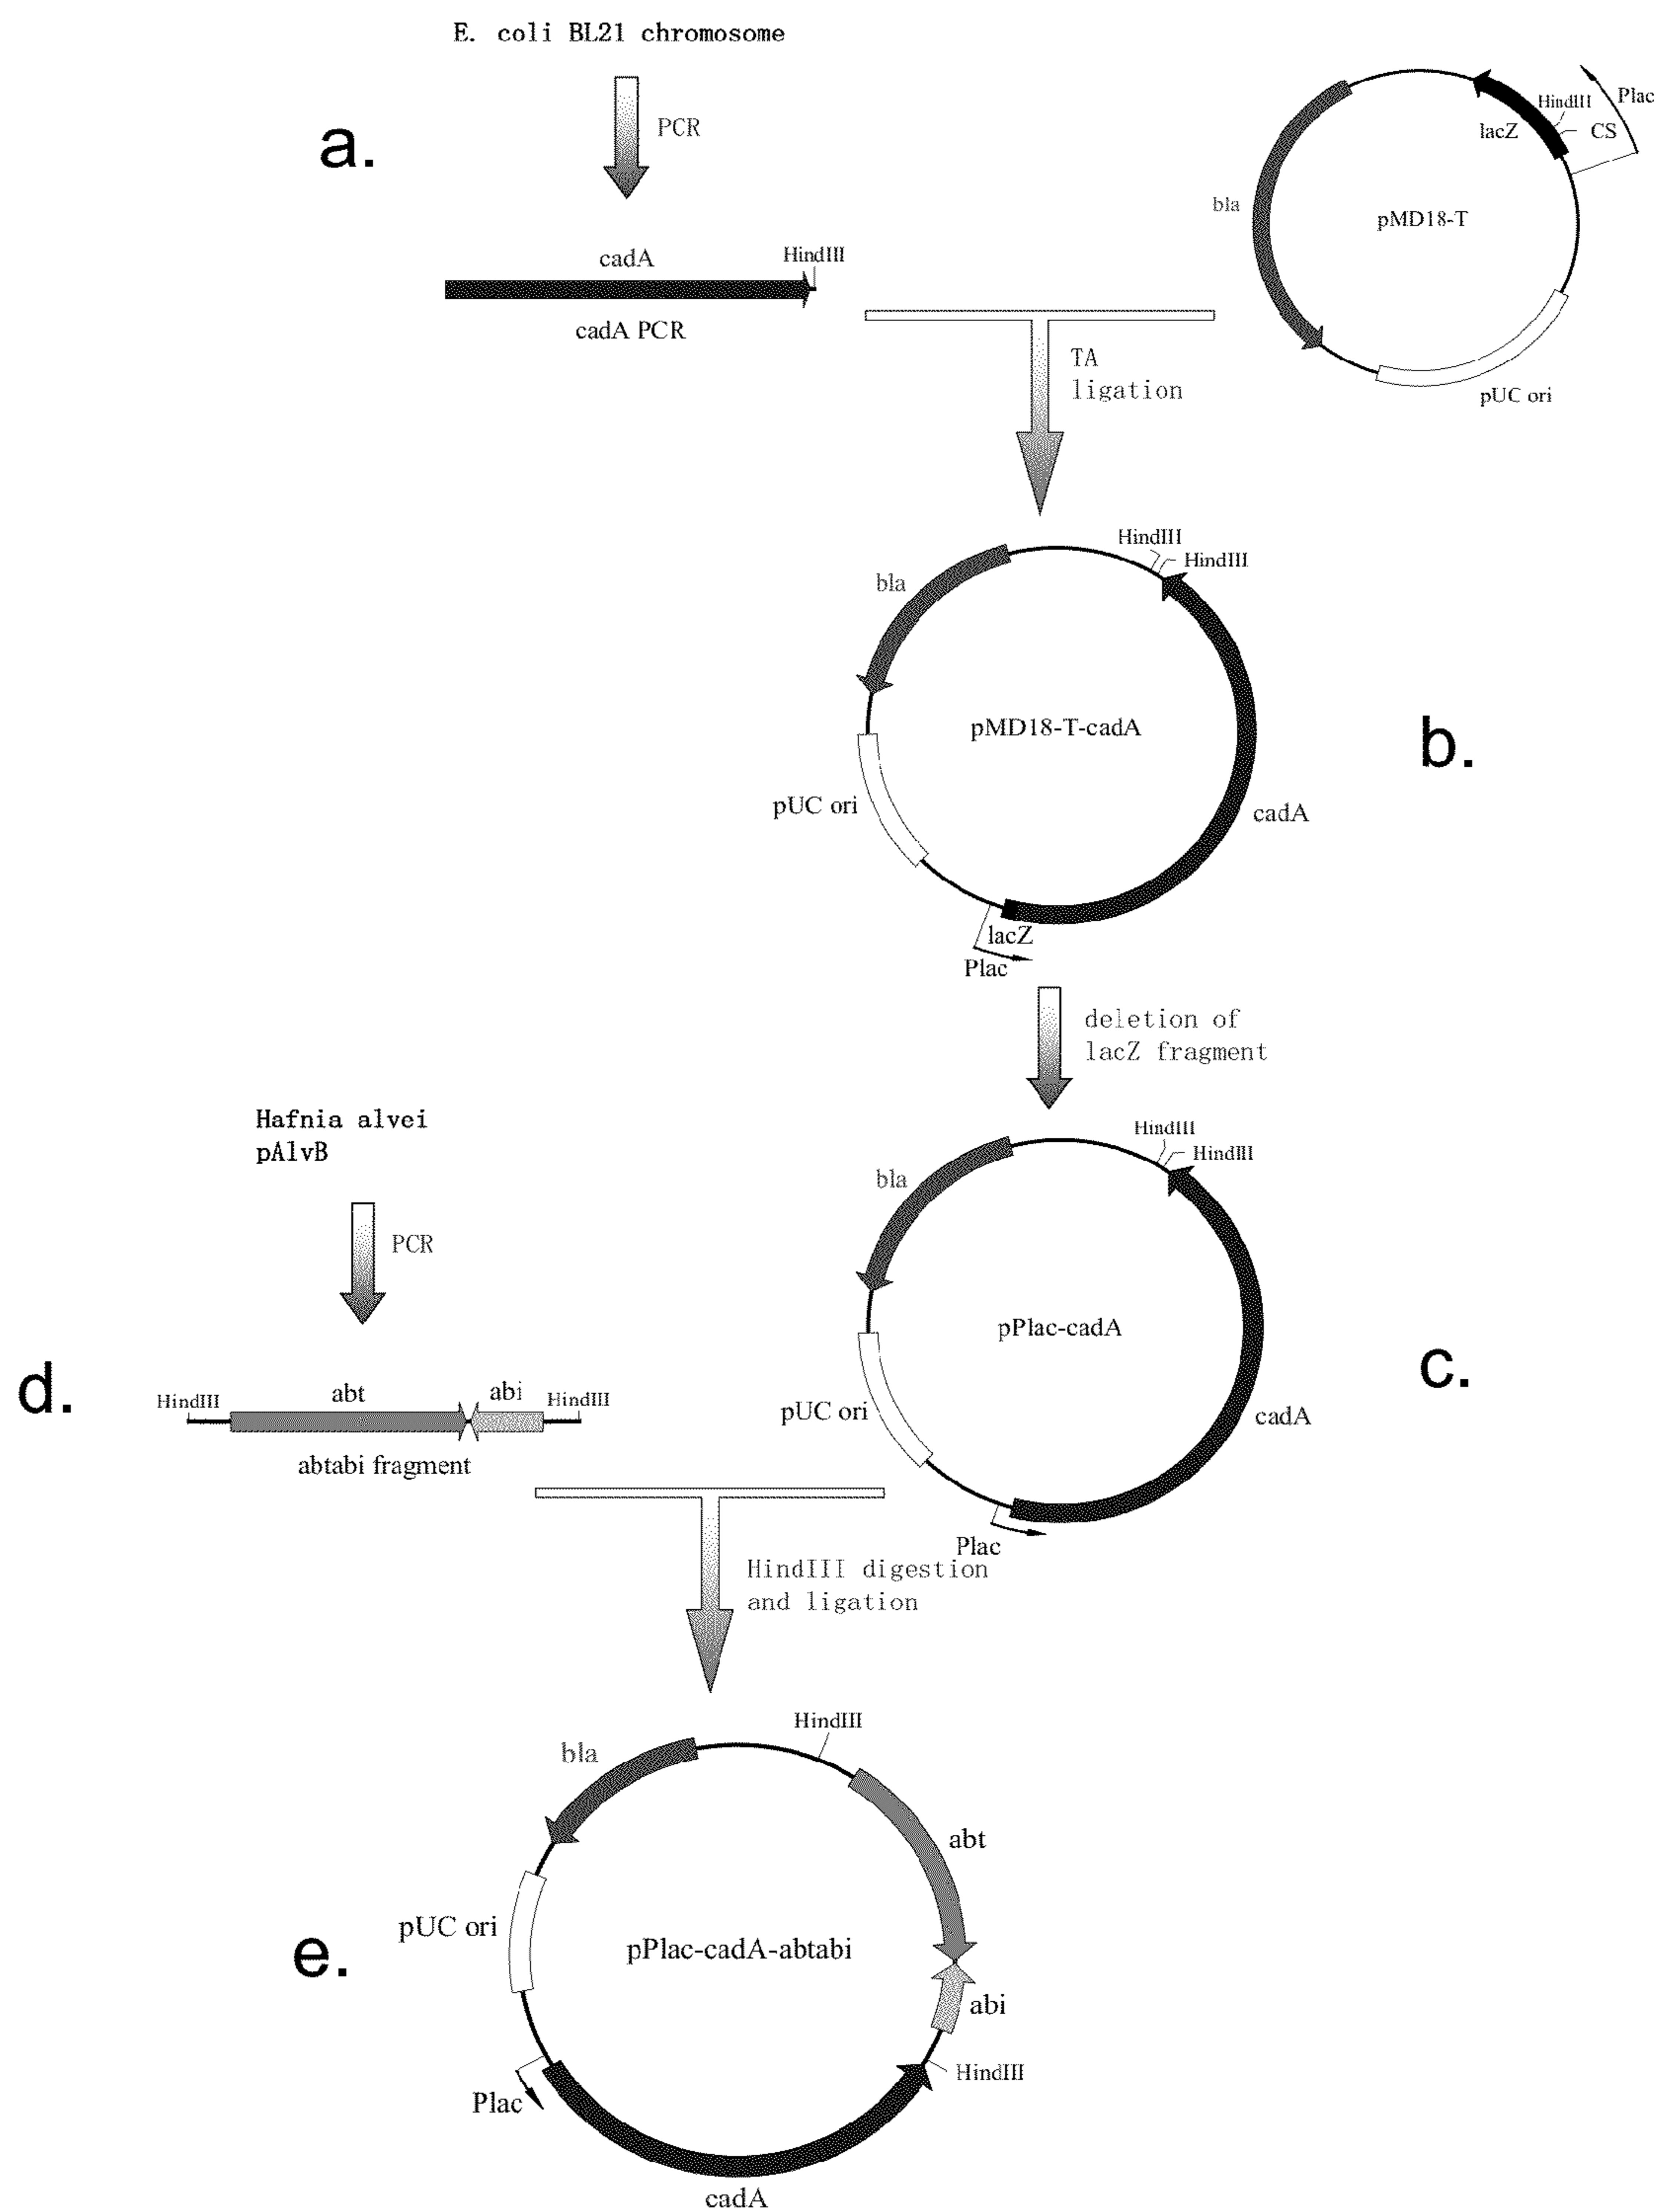 E. coli BL21 chromosome
a.
PCR
cadA
HindIII
cadA PCR
HindIII
Plac
lacZ
CS
bla
pMD18-T
pUC ori
TA
ligation
HindIII
HindIII
bla
pMD18-T-cadA
b.
pUC ori
cadA
lacZ
Plac
deletion of
lacZ fragment
Hafnia alvei
pAlvB
PCR
HindIII
HindIII
bla
pPlac-cadA
c.
pUC ori
cadA
Plac
d.
HindIII
abt
abi
HindIII
abtabi fragment
HindIII digestion
and ligation
HindIII
bla
abt
pUC ori
e.
pPlac-cadA-abtabi
abi
HindIII
Plac
cadA